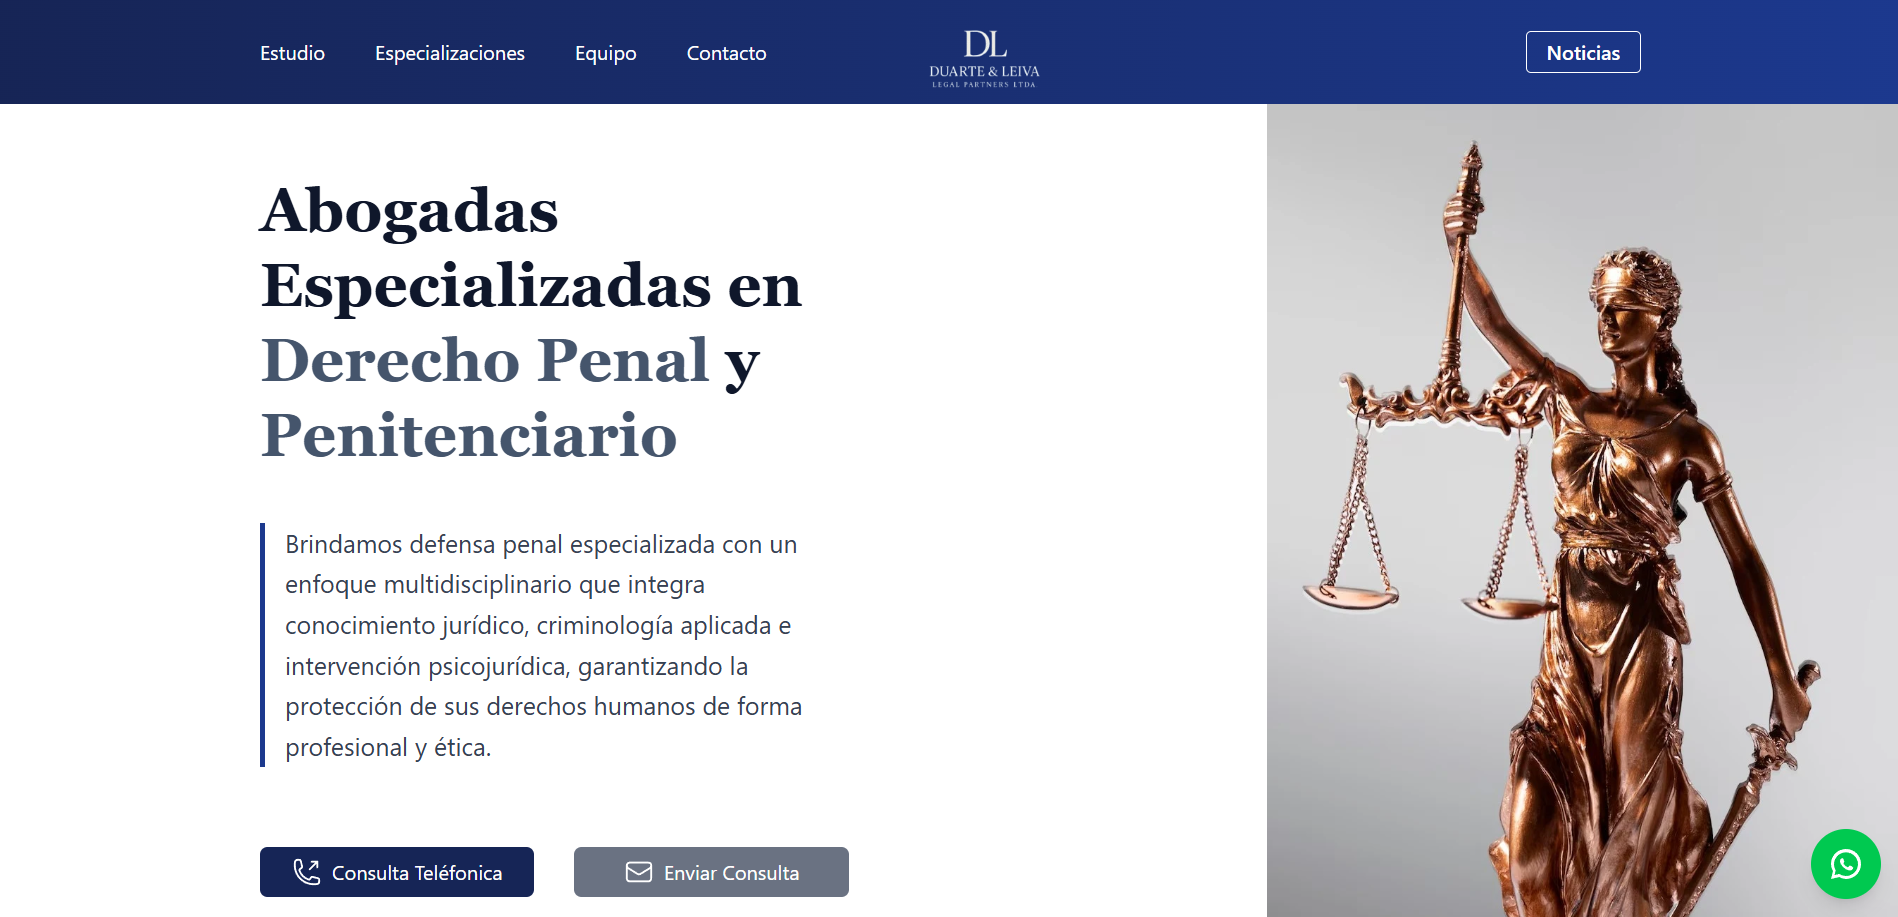 Estudio Especializaciones Equipo Contacto
DL
DUARTE & LEIVA
LEGAL PARTNERS LTDA.
Noticias
Abogadas
Especializadas en
Derecho Penal y
Penitenciario
Brindamos defensa penal especializada con un
enfoque multidisciplinario que integra
conocimiento jurídico, criminología aplicada e
intervención psicojurídica, garantizando la
protección de sus derechos humanos de forma
profesional y ética.
Consulta Teléfonica
Enviar Consulta